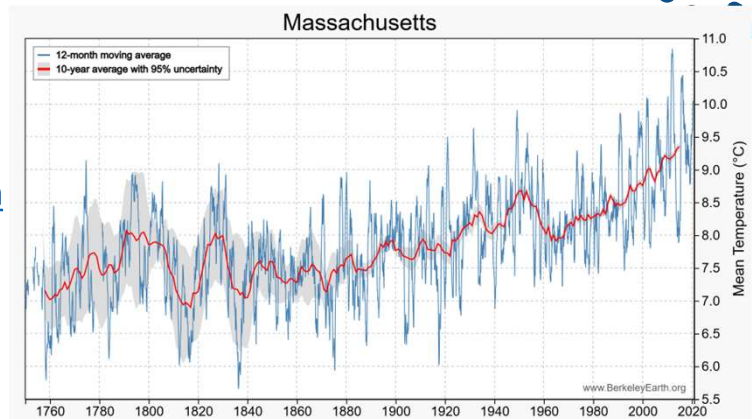 Massachusetts
12-month moving average
10-year average with 95% uncertainty
11.0
10.5
10.0
9.5
9.0
8.5
8.0
7.5
7.0
6.5
6.0
5.5
Mean Temperature (°C)
www.BerkeleyEarth.org
1760 1780 1800 1820 1840 1860 1880 1900 1920 1940 1960 1980 2000 2020